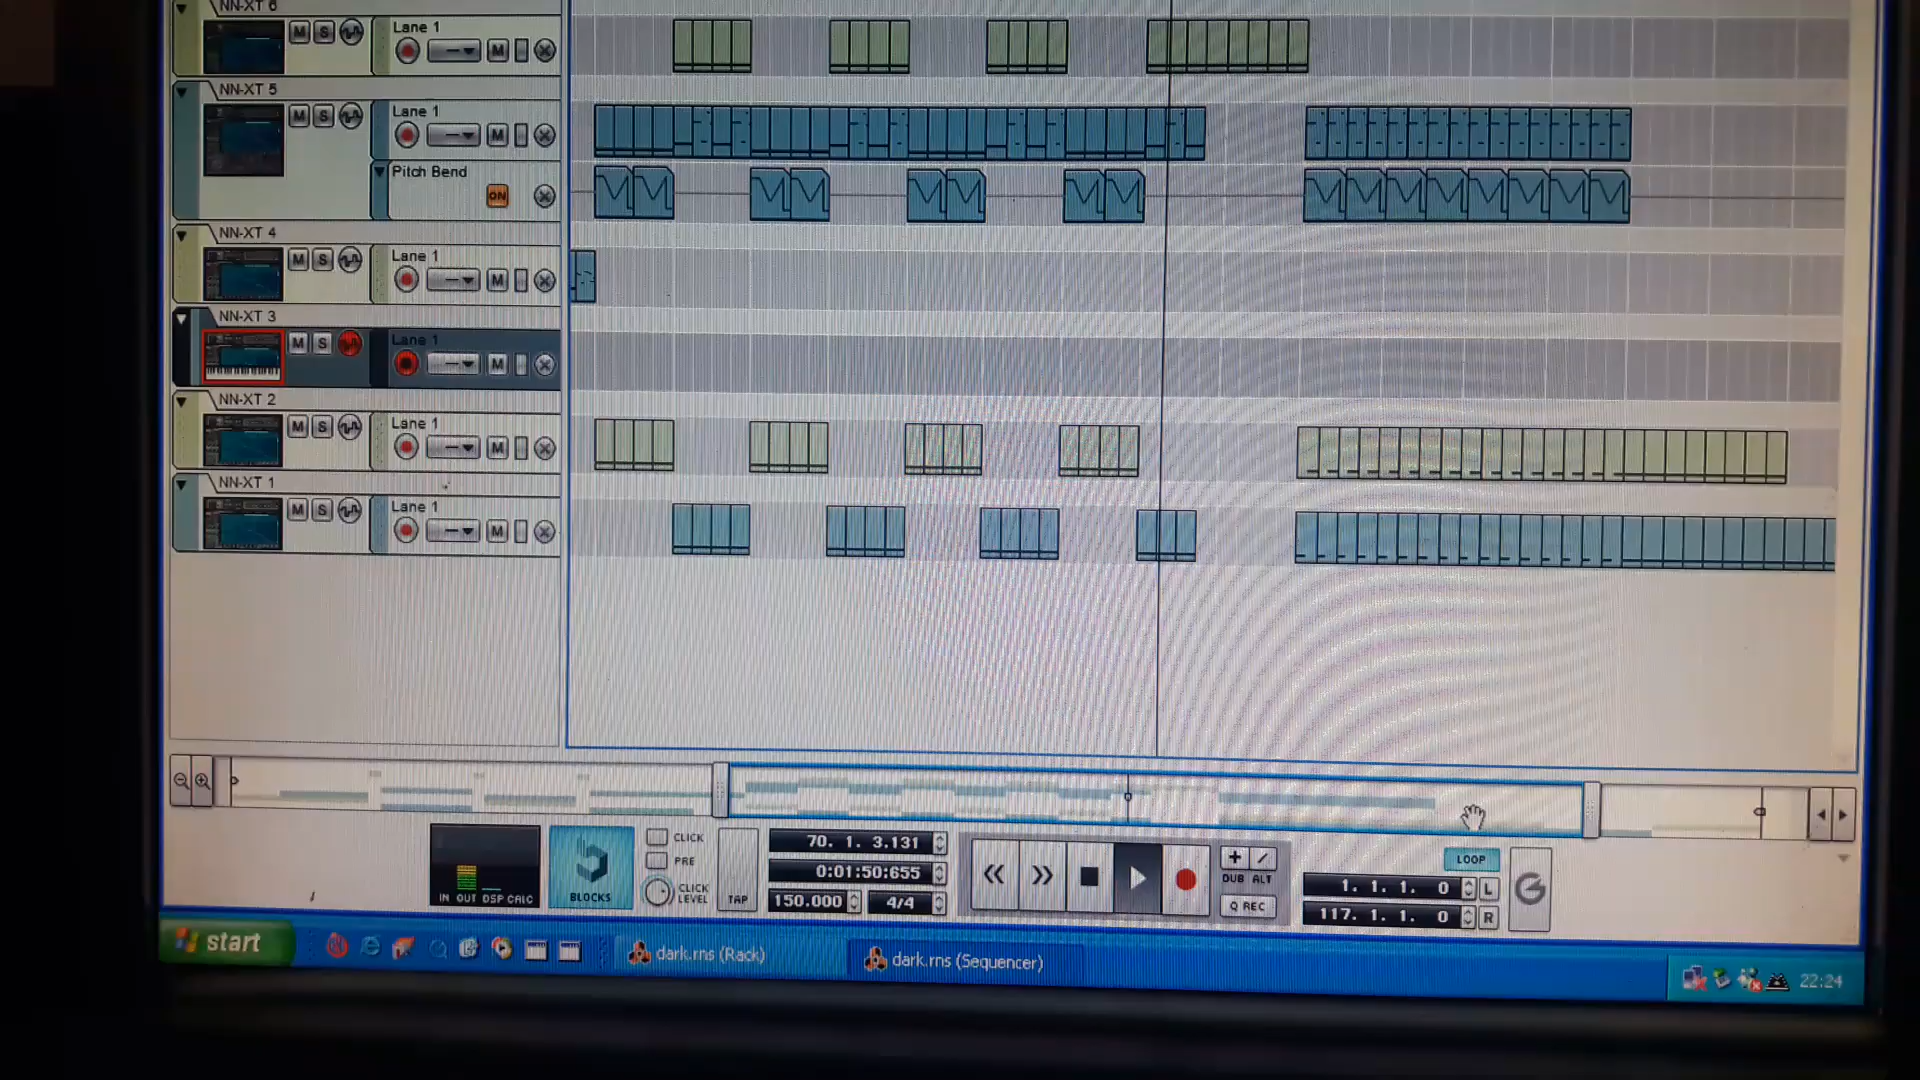 NN-XT 6
M S Lane 1
M
NN-XT 5
M S Lane 1
M
Pitch Bend
ON
NN-XT 4
M S Lane 1
M
NN-XT 3
M S Lane 1
M
NN-XT 2
M S Lane 1
M
NN-XT 1
M S Lane 1
M
IN OUT DSP CALC
BLOCKS
CLICK
PRE
CLICK
LEVEL
TAP
70. 1. 3.131
0:01:50:655
150.000 4/4
DUB ALT
Q REC
LOOP
1. 1. 1. 0 L
117. 1. 1. 0 R
start
dark.rns (Rack)
dark.rns (Sequencer)
22:24